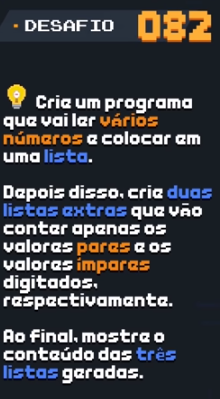 DESAFIO 082
Crie um programa
que vai ler vários
números e colocar em
uma lista.
Depois disso, crie duas
listas extras que vão
conter apenas os
valores pares e os
valores ímpares
digitados,
respectivamente.
Ao final, mostre o
conteúdo das três
listas geradas.